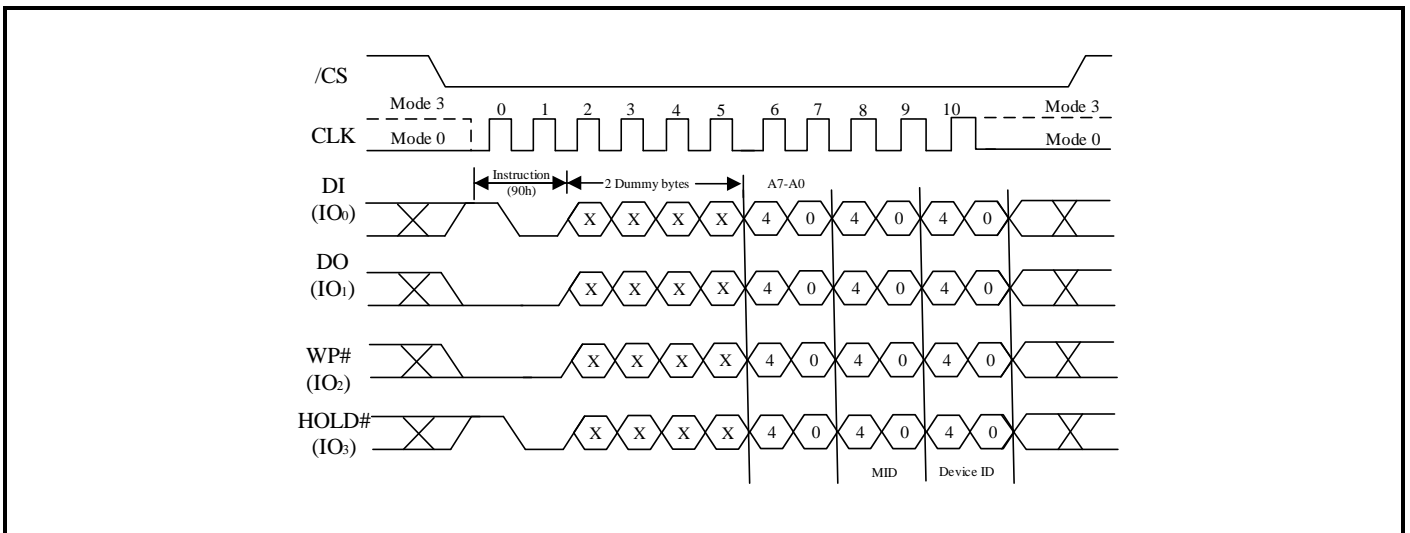 /CS
Mode 3 0 1 2 3 4 5 6 7 8 9 10 Mode 3
CLK Mode 0 Mode 0
Instruction
(90h) 2 Dummy bytes A7-A0
DI
(IO0) X X X X 4 0 4 0 4 0
DO
(IO1) X X X X 4 0 4 0 4 0
WP#
(IO2) X X X X 4 0 4 0 4 0
HOLD#
(IO3) X X X X 4 0 4 0 4 0
MID Device ID